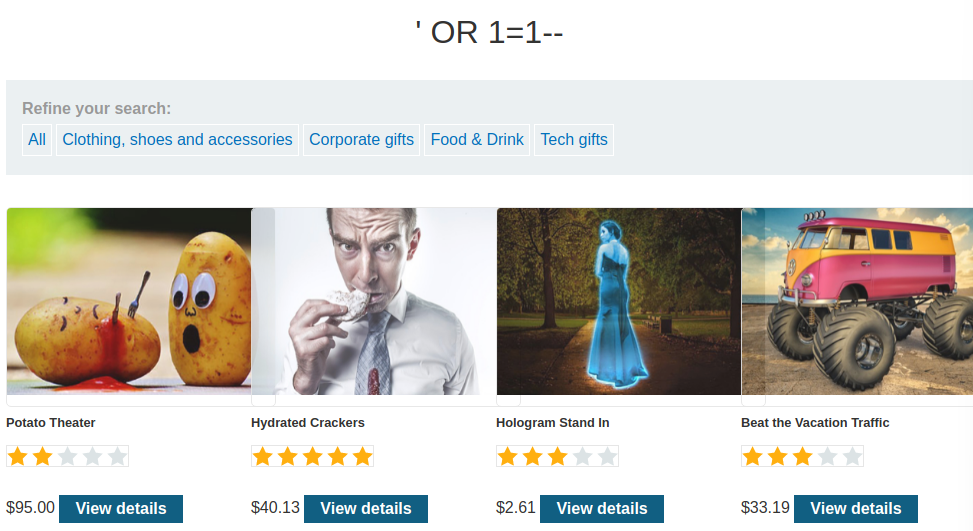 ' OR 1=1--
Refine your search:
All Clothing, shoes and accessories Corporate gifts Food & Drink Tech gifts
Potato Theater Hydrated Crackers Hologram Stand In Beat the Vacation Traffic
$95.00 View details $40.13 View details $2.61 View details $33.19 View details